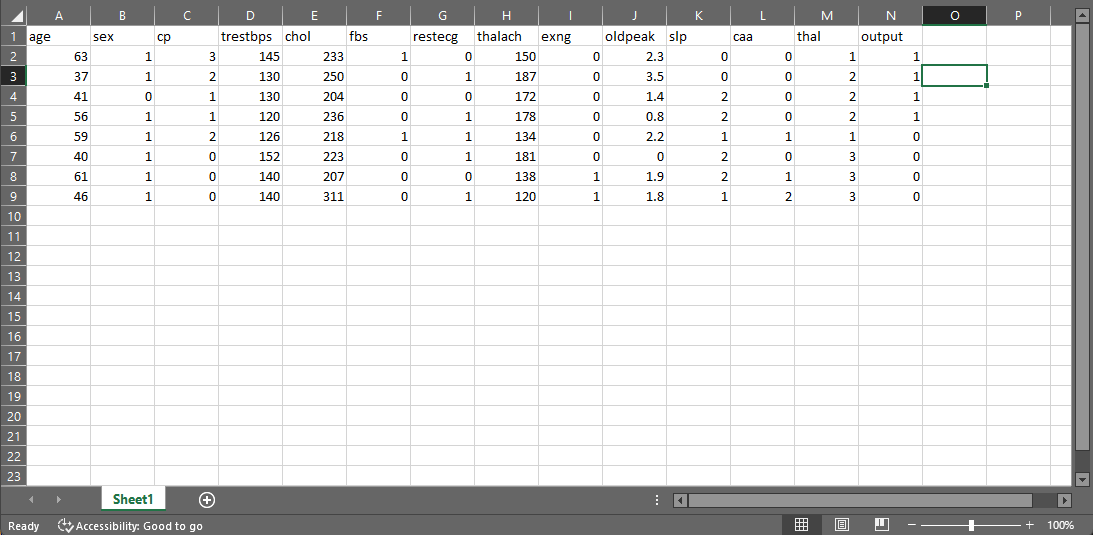 A B C D E F G H I J K L M N O P
1 age sex cp trestbps chol fbs restecg thalach exng oldpeak slp caa thal output
2 63 1 3 145 233 1 0 150 0 2.3 0 0 1 1
3 37 1 2 130 250 0 1 187 0 3.5 0 0 2 1
4 41 0 1 130 204 0 0 172 0 1.4 2 0 2 1
5 56 1 1 120 236 0 1 178 0 0.8 2 0 2 1
6 59 1 2 126 218 1 1 134 0 2.2 1 1 1 0
7 40 1 0 152 223 0 1 181 0 0 2 0 3 0
8 61 1 0 140 207 0 0 138 1 1.9 2 1 3 0
9 46 1 0 140 311 0 1 120 1 1.8 1 2 3 0
10
11
12
13
14
15
16
17
18
19
20
21
22
23
Sheet1
Ready Accessibility: Good to go 100%